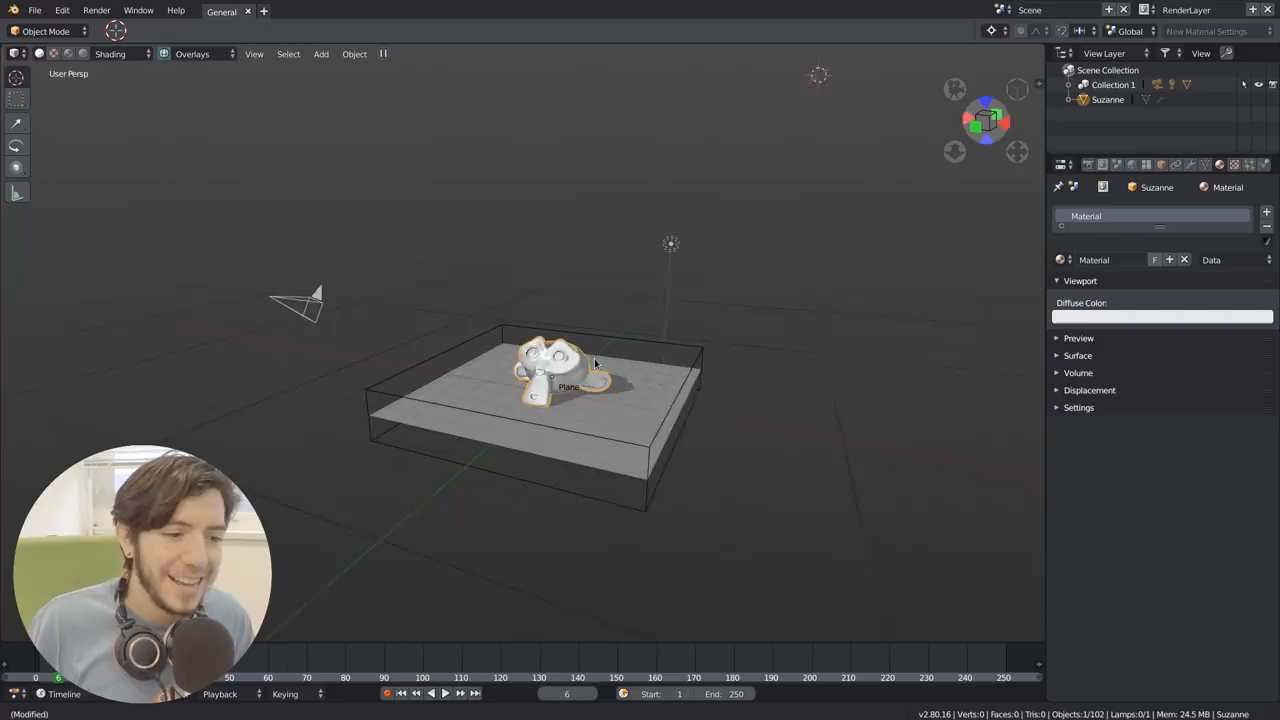 File Edit Render Window Help General Scene RenderLayer
Object Mode Global New Material Settings
Shading Overlays View Select Add Object View Layer View
User Persp
Scene Collection
Collection 1
Suzanne
Suzanne Material
Material
Material F Data
Viewport
Diffuse Color:
Preview
Surface
Volume
Displacement
Settings
Plane
0 6 50 60 70 80 90 100 110 120 130 140 150 160 170 180 190 200 210 220 230 240 250
Timeline Playback Keying 6 Start: 1 End: 250
(Modified) v2.80.16 | Verts:0 | Faces:0 | Tris:0 | Objects:1/102 | Lamps:0/1 | Mem: 24.5 MB | Suzanne